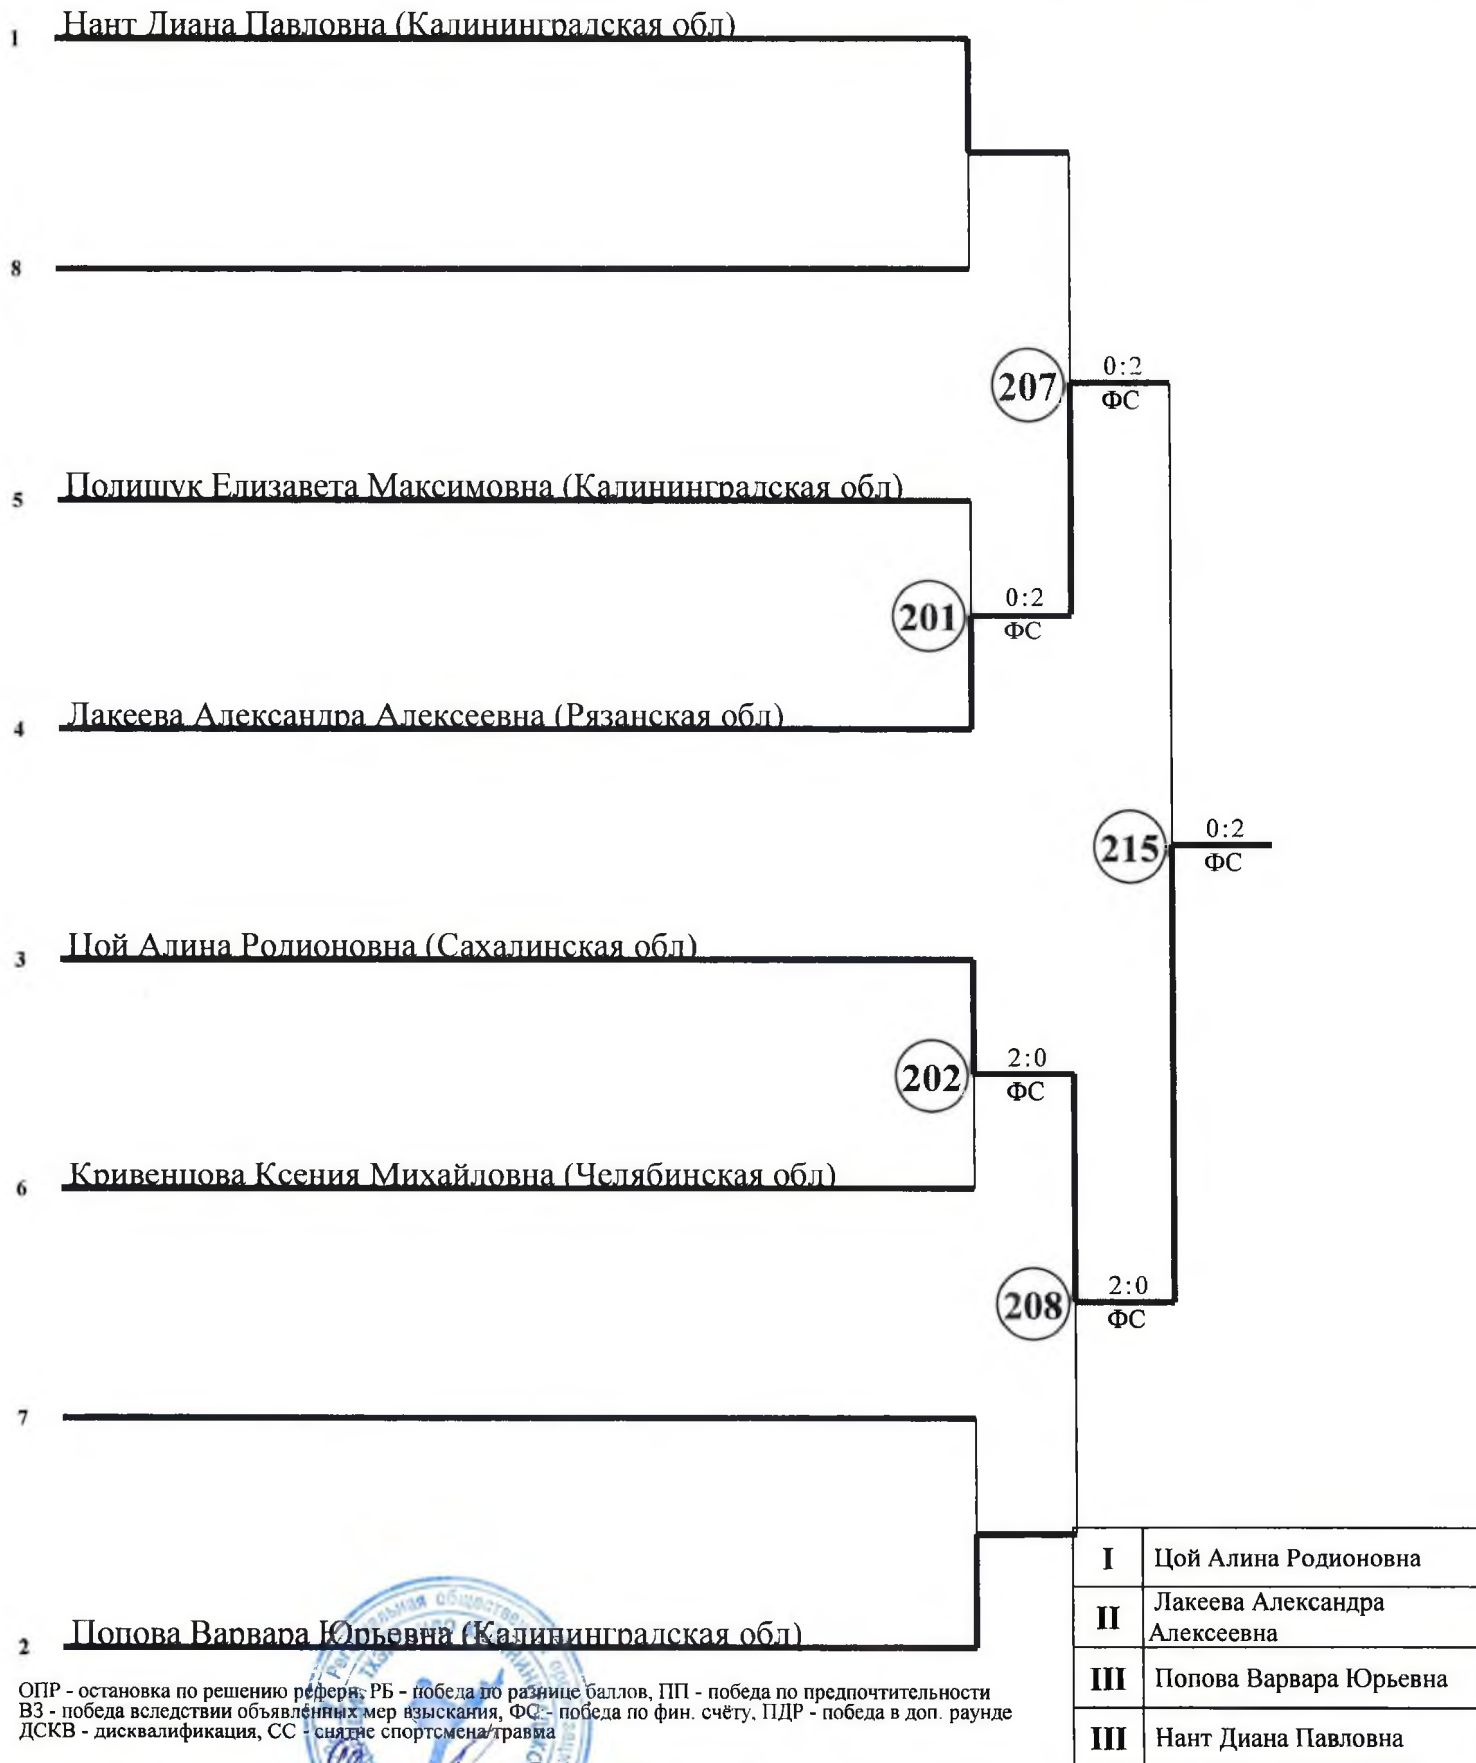 1 Нант Диана Павловна (Калининградская обл)
8
207 0:2
ФС
5 Полищук Елизавета Максимовна (Калининградская обл)
201 0:2
ФС
4 Лакеева Александра Алексеевна (Рязанская обл)
215 0:2
ФС
3 Цой Алина Родионовна (Сахалинская обл)
202 2:0
ФС
6 Кривенцова Ксения Михайловна (Челябинская обл)
208 2:0
ФС
7
2 Попова Варвара Юрьевна (Калининградская обл)
I Цой Алина Родионовна
II Лакеева Александра
Алексеевна
III Попова Варвара Юрьевна
III Нант Диана Павловна
ОПР - остановка по решению рефери, РБ - победа по разнице баллов, ПП - победа по предпочтительности
ВЗ - победа вследствии объявленных мер взыскания, ФС - победа по фин. счёту, ПДР - победа в доп. раунде
ДСКВ - дисквалификация, СС - снятие спортсмена/травма